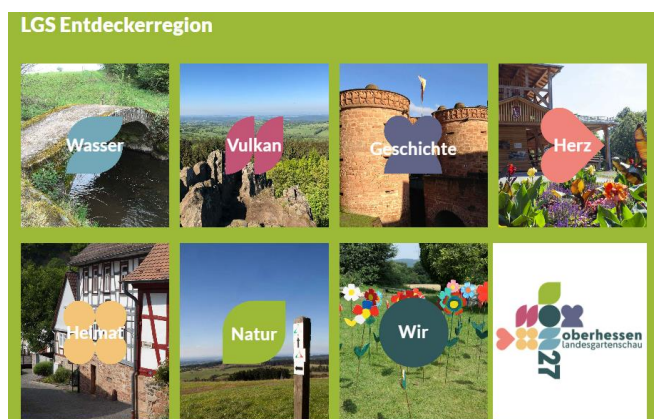 LGS Entdeckerregion
Wasser
Vulkan
Geschichte
Herz
Heimat
Natur
Wir
oberhessen
landesgartenschau
27